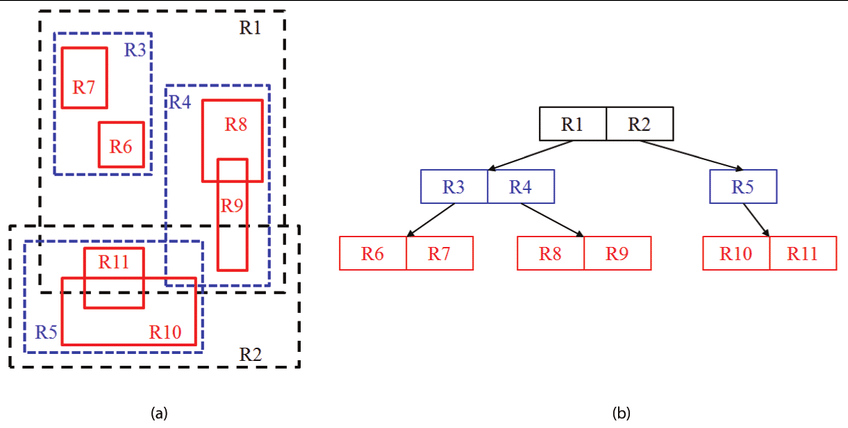 R1
R3
R7
R4
R8
R6
R9
R11
R5
R10
R2
(a)
R1 R2
R3 R4 R5
R6 R7 R8 R9 R10 R11
(b)